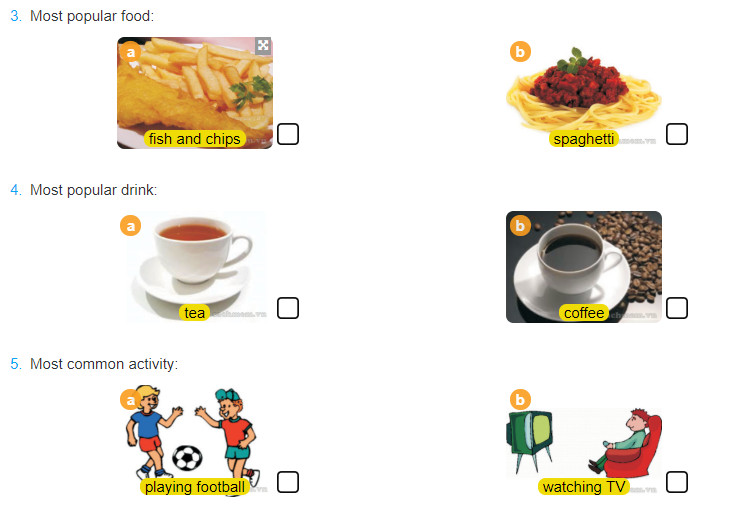 3. Most popular food:
a
b
fish and chips
spaghetti
4. Most popular drink:
a
b
tea
coffee
5. Most common activity:
a
b
playing football
watching TV